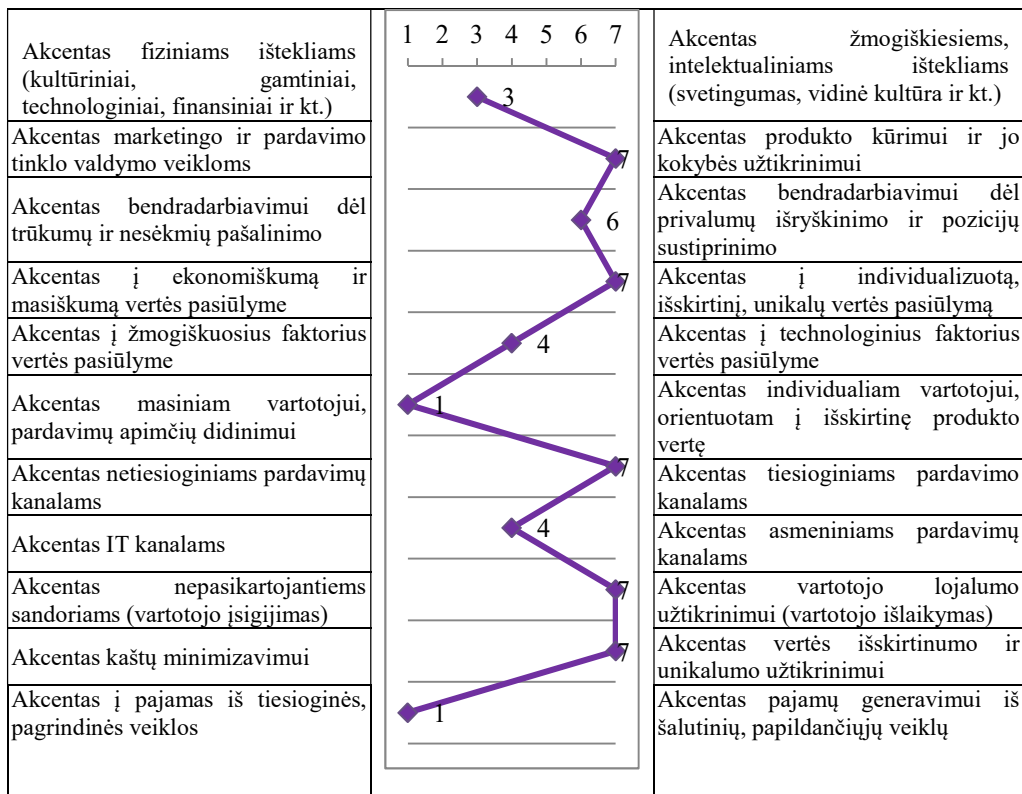 1 2 3 4 5 6 7
Akcentas fiziniams ištekliams
(kultūriniai, gamtiniai,
technologiniai, finansiniai ir kt.)
3
Akcentas žmogiškiesiems,
intelektualiniams ištekliams
(svetingumas, vidinė kultūra ir kt.)
Akcentas marketingo ir pardavimo
tinklo valdymo veikloms
7
Akcentas produkto kūrimui ir jo
kokybės užtikrinimui
Akcentas bendradarbiavimui dėl
trūkumų ir nesėkmių pašalinimo
6
Akcentas bendradarbiavimui dėl
privalumų išryškinimo ir pozicijų
sustiprinimo
Akcentas į ekonomiškumą ir
masiškumą vertės pasiūlyme
7
Akcentas į individualizuotą,
išskirtinį, unikalų vertės pasiūlymą
Akcentas į žmogiškuosius faktorius
vertės pasiūlyme
4
Akcentas į technologinius faktorius
vertės pasiūlyme
Akcentas masiniam vartotojui,
pardavimų apimčių didinimui
1
Akcentas individualiam vartotojui,
orientuotam į išskirtinę produkto
vertę
Akcentas netiesioginiams pardavimų
kanalams
7
Akcentas tiesioginiams pardavimo
kanalams
Akcentas IT kanalams
4
Akcentas asmeniniams pardavimų
kanalams
Akcentas nepasikartojantiems
sandoriams (vartotojo įsigijimas)
7
Akcentas vartotojo lojalumo
užtikrinimui (vartotojo išlaikymas)
Akcentas kaštų minimizavimui
7
Akcentas vertės išskirtinumo ir
unikalumo užtikrinimui
Akcentas į pajamas iš tiesioginės,
pagrindinės veiklos
1
Akcentas pajamų generavimui iš
šalutinių, papildančiųjų veiklų